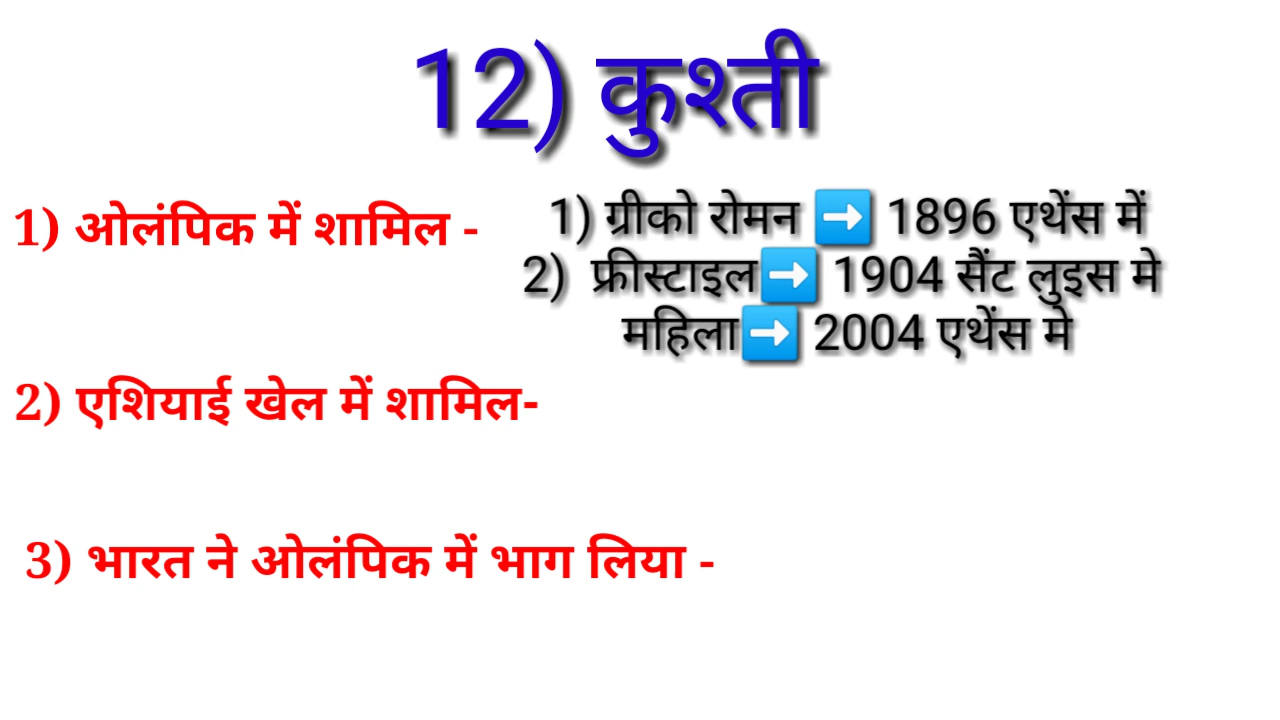 12) कुश्ती
1) ओलंपिक में शामिल -
1) ग्रीको रोमन ➡ 1896 एथेंस में
2) फ्रीस्टाइल➡ 1904 सैंट लुइस मे
महिला➡ 2004 एथेंस मे
2) एशियाई खेल में शामिल-
3) भारत ने ओलंपिक में भाग लिया -